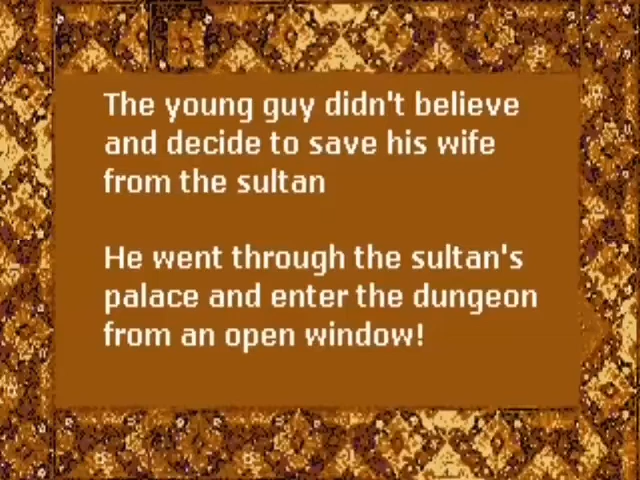 The young guy didn't believe
and decide to save his wife
from the sultan
He went through the sultan's
palace and enter the dungeon
from an open window!